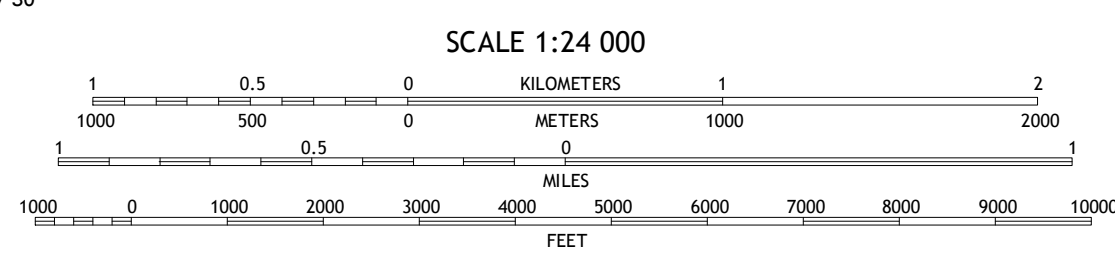 SCALE 1:24 000
1 0.5 0 KILOMETERS 1 2
1000 500 0 METERS 1000 2000
1 0.5 0 1
MILES
1000 0 1000 2000 3000 4000 5000 6000 7000 8000 9000 10000
FEET